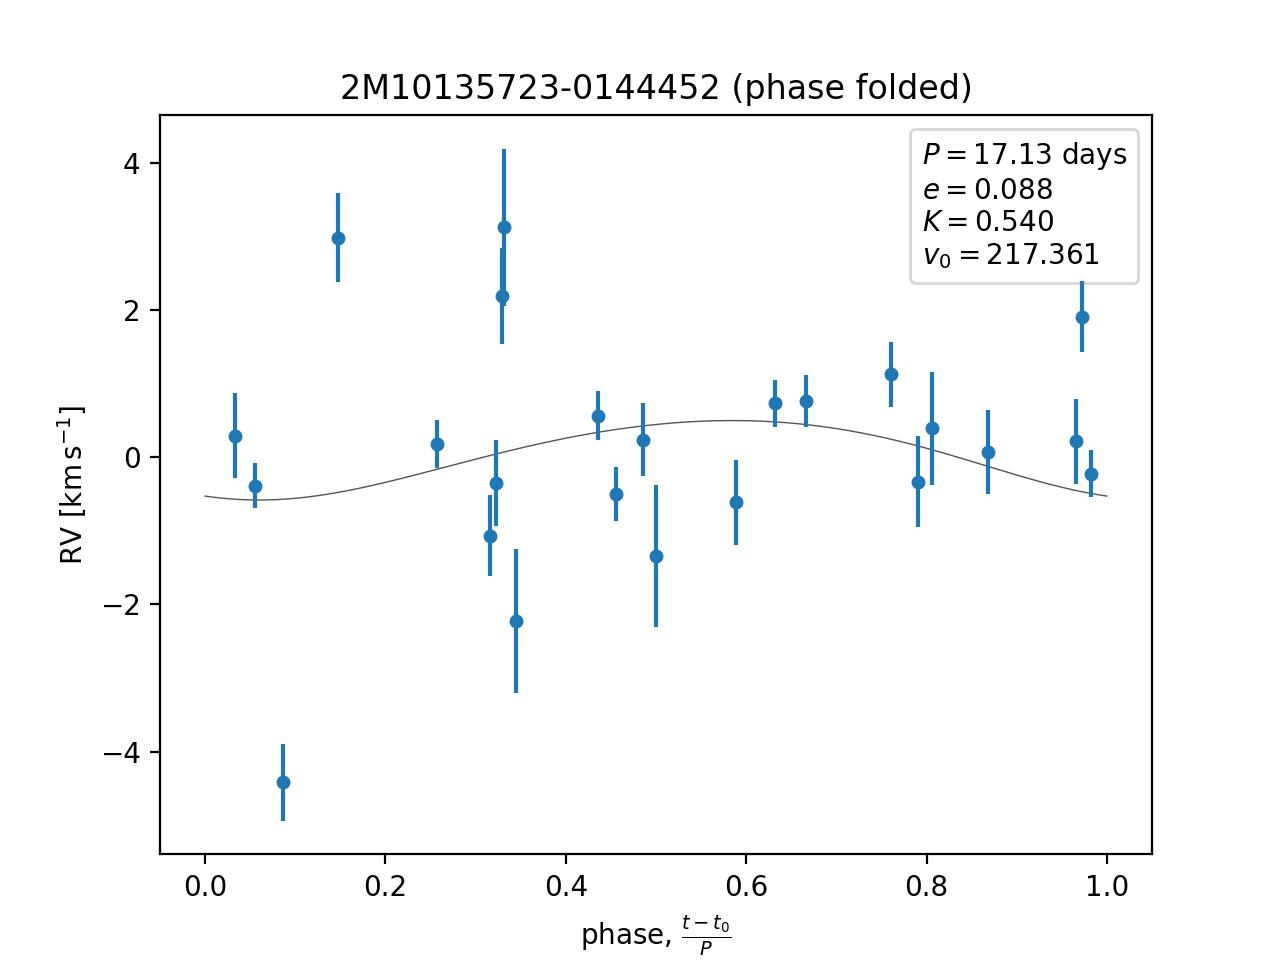 2M10135723-0144452 (phase folded)
P = 17.13 days
e = 0.088
K = 0.540
v₀ = 217.361
4
2
0
−2
−4
RV [km s⁻¹]
0.0 0.2 0.4 0.6 0.8 1.0
phase, (t − t₀)/P